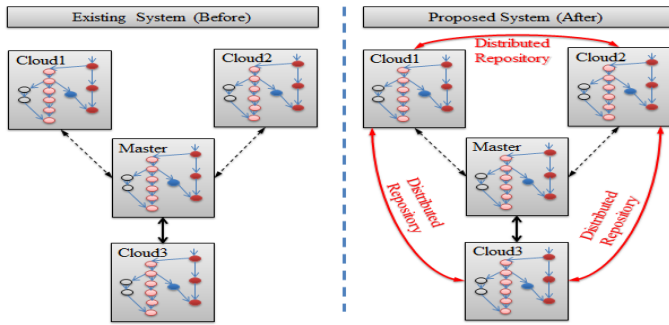 Existing System (Before)
Cloud1
Cloud2
Master
Cloud3
Proposed System (After)
Cloud1
Distributed
Repository
Cloud2
Master
Distributed
Repository
Distributed
Repository
Cloud3